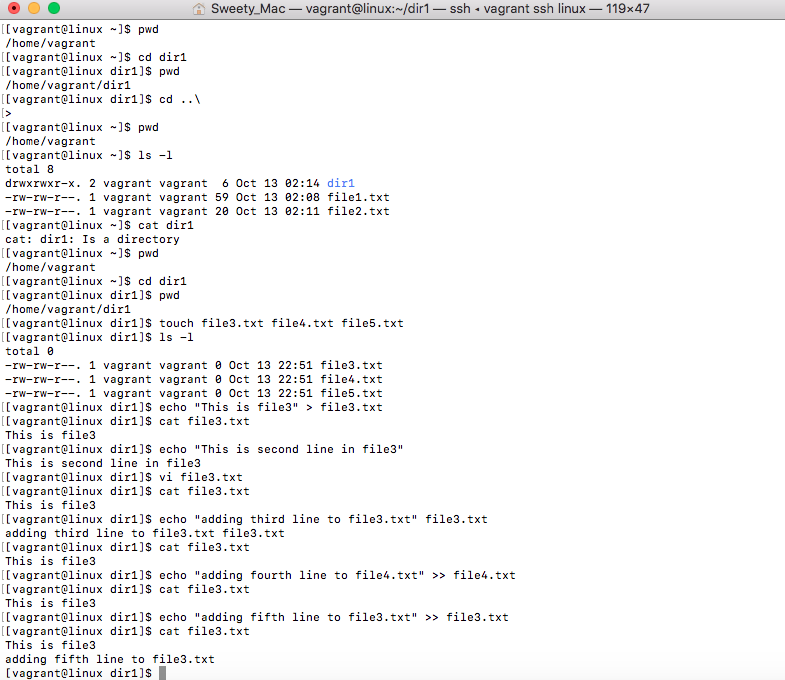 Sweety_Mac — vagrant@linux:~/dir1 — ssh ◂ vagrant ssh linux — 119×47
[[vagrant@linux ~]$ pwd
/home/vagrant
[[vagrant@linux ~]$ cd dir1
[[vagrant@linux dir1]$ pwd
/home/vagrant/dir1
[[vagrant@linux dir1]$ cd ..\
[>
[[vagrant@linux ~]$ pwd
/home/vagrant
[[vagrant@linux ~]$ ls -l
total 8
drwxrwxr-x. 2 vagrant vagrant  6 Oct 13 02:14 dir1
-rw-rw-r--. 1 vagrant vagrant 59 Oct 13 02:08 file1.txt
-rw-rw-r--. 1 vagrant vagrant 20 Oct 13 02:11 file2.txt
[[vagrant@linux ~]$ cat dir1
cat: dir1: Is a directory
[[vagrant@linux ~]$ pwd
/home/vagrant
[[vagrant@linux ~]$ cd dir1
[[vagrant@linux dir1]$ pwd
/home/vagrant/dir1
[[vagrant@linux dir1]$ touch file3.txt file4.txt file5.txt
[[vagrant@linux dir1]$ ls -l
total 0
-rw-rw-r--. 1 vagrant vagrant 0 Oct 13 22:51 file3.txt
-rw-rw-r--. 1 vagrant vagrant 0 Oct 13 22:51 file4.txt
-rw-rw-r--. 1 vagrant vagrant 0 Oct 13 22:51 file5.txt
[[vagrant@linux dir1]$ echo "This is file3" > file3.txt
[[vagrant@linux dir1]$ cat file3.txt
This is file3
[[vagrant@linux dir1]$ echo "This is second line in file3"
This is second line in file3
[[vagrant@linux dir1]$ vi file3.txt
[[vagrant@linux dir1]$ cat file3.txt
This is file3
[[vagrant@linux dir1]$ echo "adding third line to file3.txt" file3.txt
adding third line to file3.txt file3.txt
[[vagrant@linux dir1]$ cat file3.txt
This is file3
[[vagrant@linux dir1]$ echo "adding fourth line to file4.txt" >> file4.txt
[[vagrant@linux dir1]$ cat file3.txt
This is file3
[[vagrant@linux dir1]$ echo "adding fifth line to file3.txt" >> file3.txt
[[vagrant@linux dir1]$ cat file3.txt
This is file3
adding fifth line to file3.txt
[vagrant@linux dir1]$